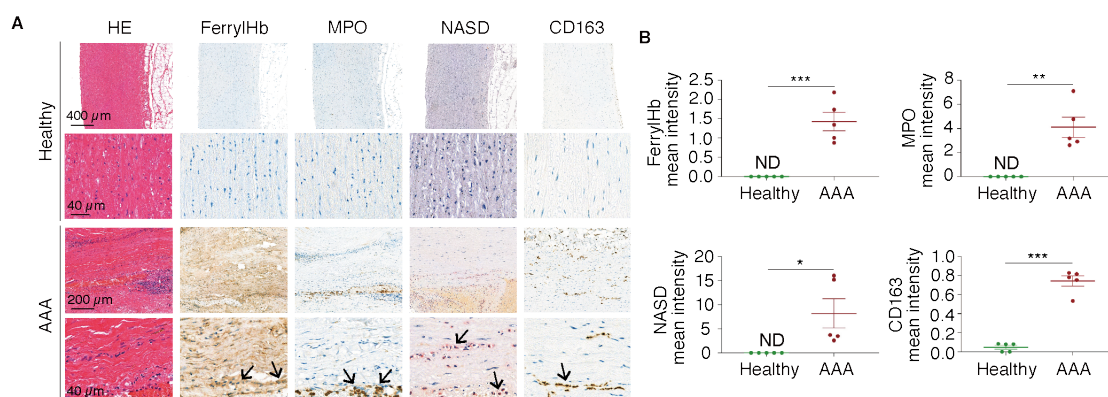 A
HE FerrylHb MPO NASD CD163
Healthy
400 µm
40 µm
AAA
200 µm
40 µm
B
FerrylHb
mean intensity
2.5
2.0
1.5
1.0
0.5
0.0
***
ND
Healthy AAA
MPO
mean intensity
8
6
4
2
0
**
ND
Healthy AAA
NASD
mean intensity
20
15
10
5
0
*
ND
Healthy AAA
CD163
mean intensity
1.0
0.8
0.6
0.4
0.2
0.0
***
Healthy AAA